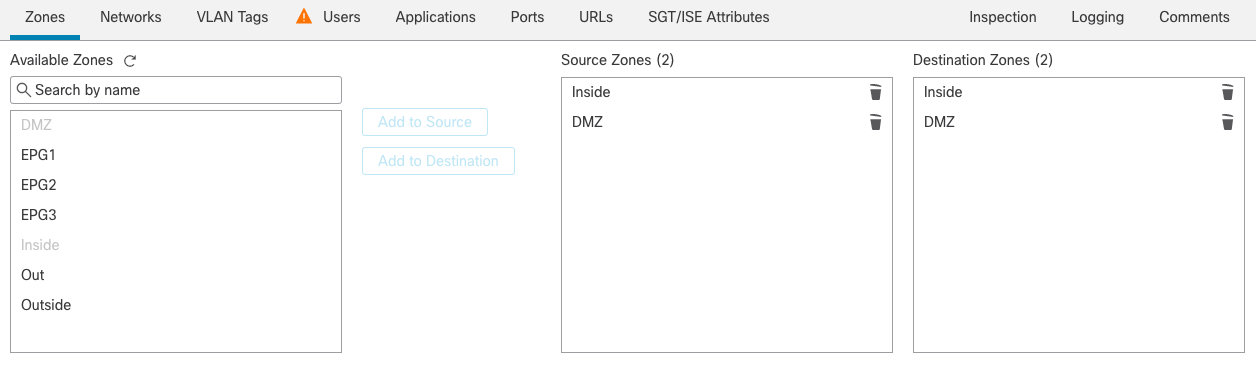 Zones Networks VLAN Tags Users Applications Ports URLs SGT/ISE Attributes Inspection Logging Comments
Available Zones
Search by name
DMZ
EPG1
EPG2
EPG3
Inside
Out
Outside
Add to Source
Add to Destination
Source Zones (2)
Inside
DMZ
Destination Zones (2)
Inside
DMZ